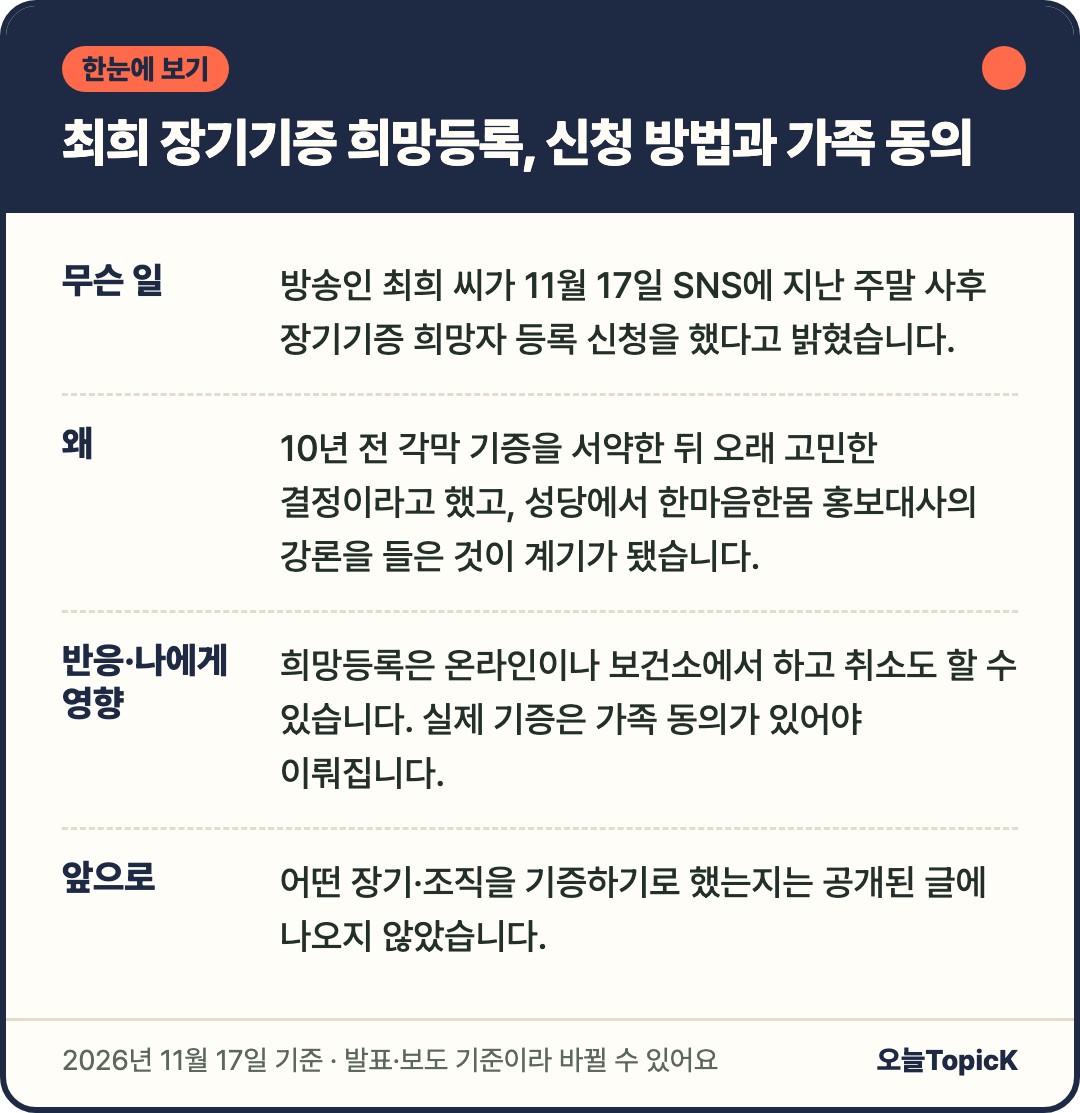 한눈에 보기
최희 장기기증 희망등록, 신청 방법과 가족 동의
무슨 일
방송인 최희 씨가 11월 17일 SNS에 지난 주말 사후
장기기증 희망자 등록 신청을 했다고 밝혔습니다.
왜
10년 전 각막 기증을 서약한 뒤 오래 고민한
결정이라고 했고, 성당에서 한마음한몸 홍보대사의
강론을 들은 것이 계기가 됐습니다.
반응·나에게
영향
희망등록은 온라인이나 보건소에서 하고 취소도 할 수
있습니다. 실제 기증은 가족 동의가 있어야
이뤄집니다.
앞으로
어떤 장기·조직을 기증하기로 했는지는 공개된 글에
나오지 않았습니다.
2026년 11월 17일 기준 · 발표·보도 기준이라 바뀔 수 있어요
오늘TopicK